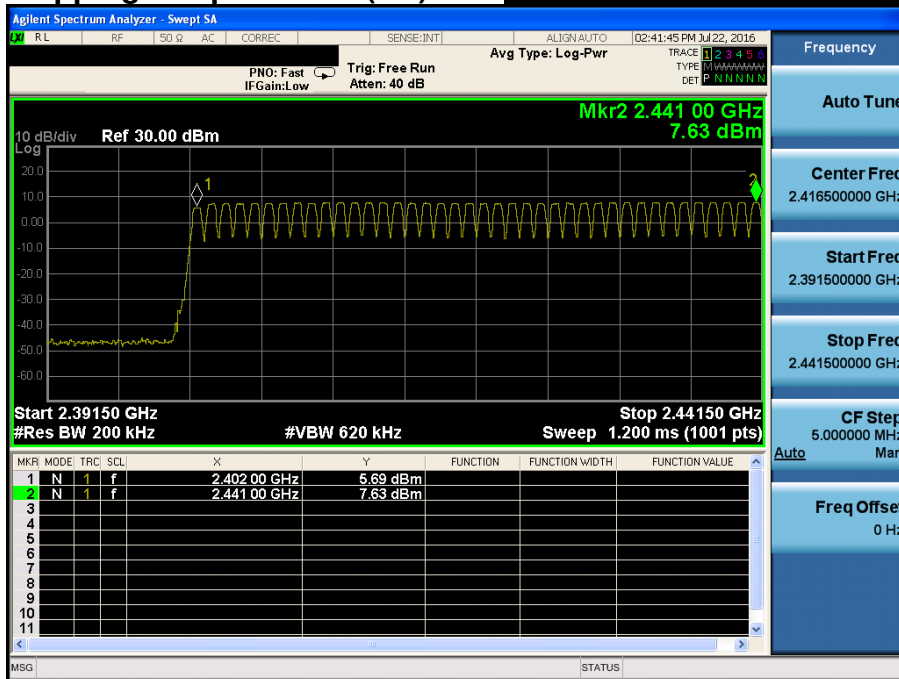 Agilent Spectrum Analyzer - Swept SA
LXI RL RF 50 Ω AC CORREC SENSE:INT ALIGN AUTO 02:41:45 PM Jul 22, 2016
Avg Type: Log-Pwr
TRACE 1 2 3 4 5 6
TYPE M WWWWW
DET P N N N N N
PNO: Fast
IFGain:Low
Trig: Free Run
Atten: 40 dB
Mkr2 2.441 00 GHz
7.63 dBm
10 dB/div Ref 30.00 dBm
Log
1
2
20.0
10.0
0.00
-10.0
-20.0
-30.0
-40.0
-50.0
-60.0
Start 2.39150 GHz
Stop 2.44150 GHz
#Res BW 200 kHz #VBW 620 kHz Sweep 1.200 ms (1001 pts)
MKR MODE TRC SCL X Y FUNCTION FUNCTION WIDTH FUNCTION VALUE
1 N 1 f 2.402 00 GHz 5.69 dBm
2 N 1 f 2.441 00 GHz 7.63 dBm
3
4
5
6
7
8
9
10
11
MSG STATUS
Frequency
Auto Tune
Center Freq
2.416500000 GHz
Start Freq
2.391500000 GHz
Stop Freq
2.441500000 GHz
CF Step
5.000000 MHz
Auto Man
Freq Offset
0 Hz